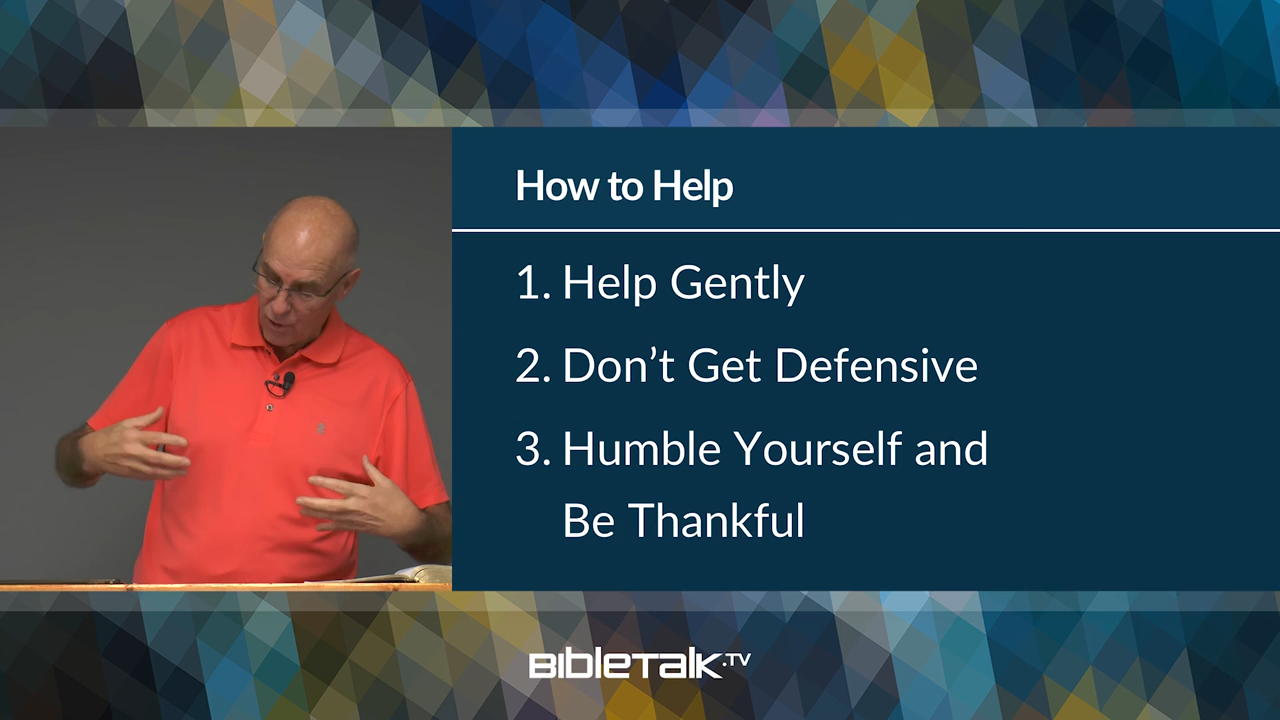 How to Help
1. Help Gently
2. Don’t Get Defensive
3. Humble Yourself and
Be Thankful
BIBLETALK.TV